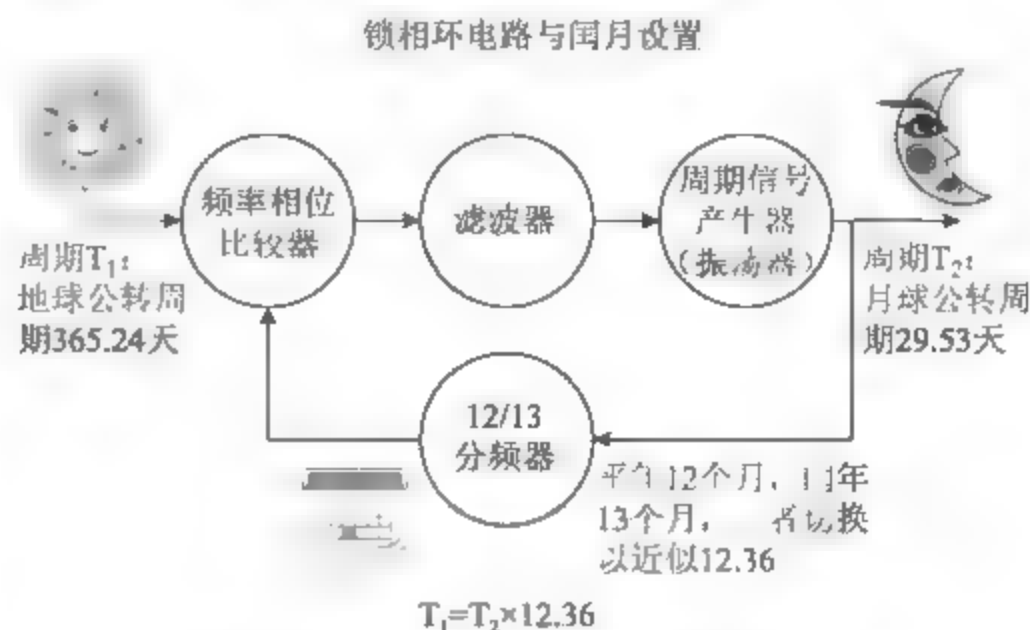 锁相环电路与闰月设置
频率相位
比较器
滤波器
周期信号
产生器
(振荡器)
周期T₁:
地球公转周
期365.24天
周期T₂:
月球公转周
期29.53天
12/13
分频器
12个月, 年
13个月, 切换
以近似12.36
T₁=T₂×12.36